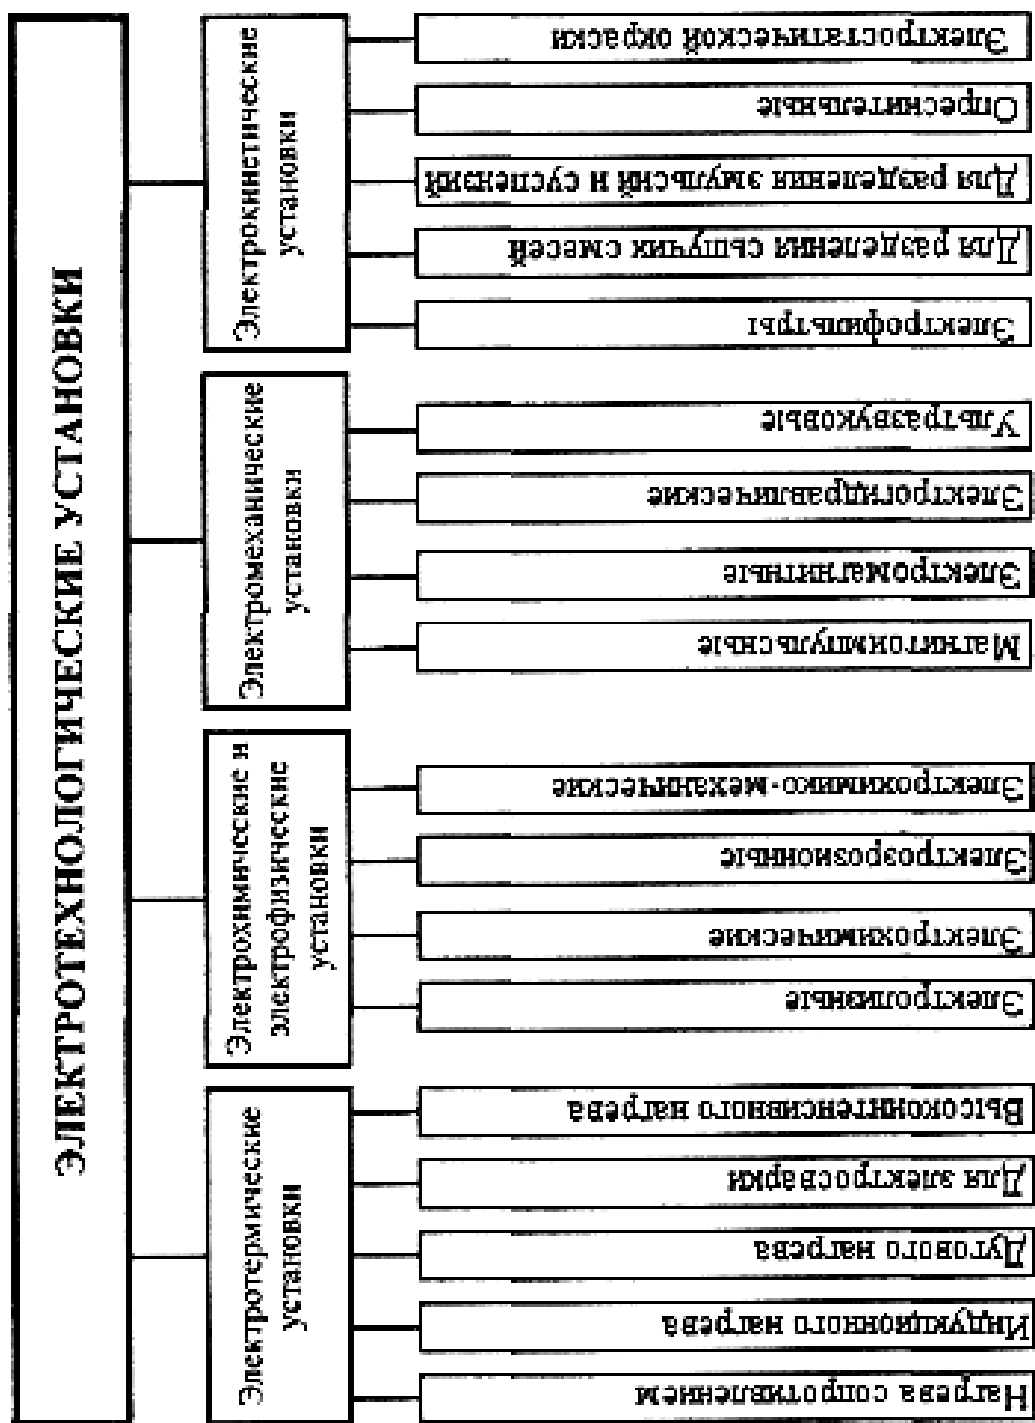 ЭЛЕКТРОТЕХНОЛОГИЧЕСКИЕ УСТАНОВКИ
Электротермические
установки
Нагрева сопротивлением
Индукционного нагрева
Дугового нагрева
Для электросварки
Высокоинтенсивного нагрева
Электрохимические и
электрофизические
установки
Электролизные
Электрохимические
Электроэрозионные
Электрохимико-механические
Электромеханические
установки
Магнитоимпульсные
Электромагнитные
Электрогидравлические
Ультразвуковые
Электрокинетические
установки
Электрофильтры
Для разделения сыпучих смесей
Для разделения эмульсий и суспензий
Опреснительные
Электростатической окраски